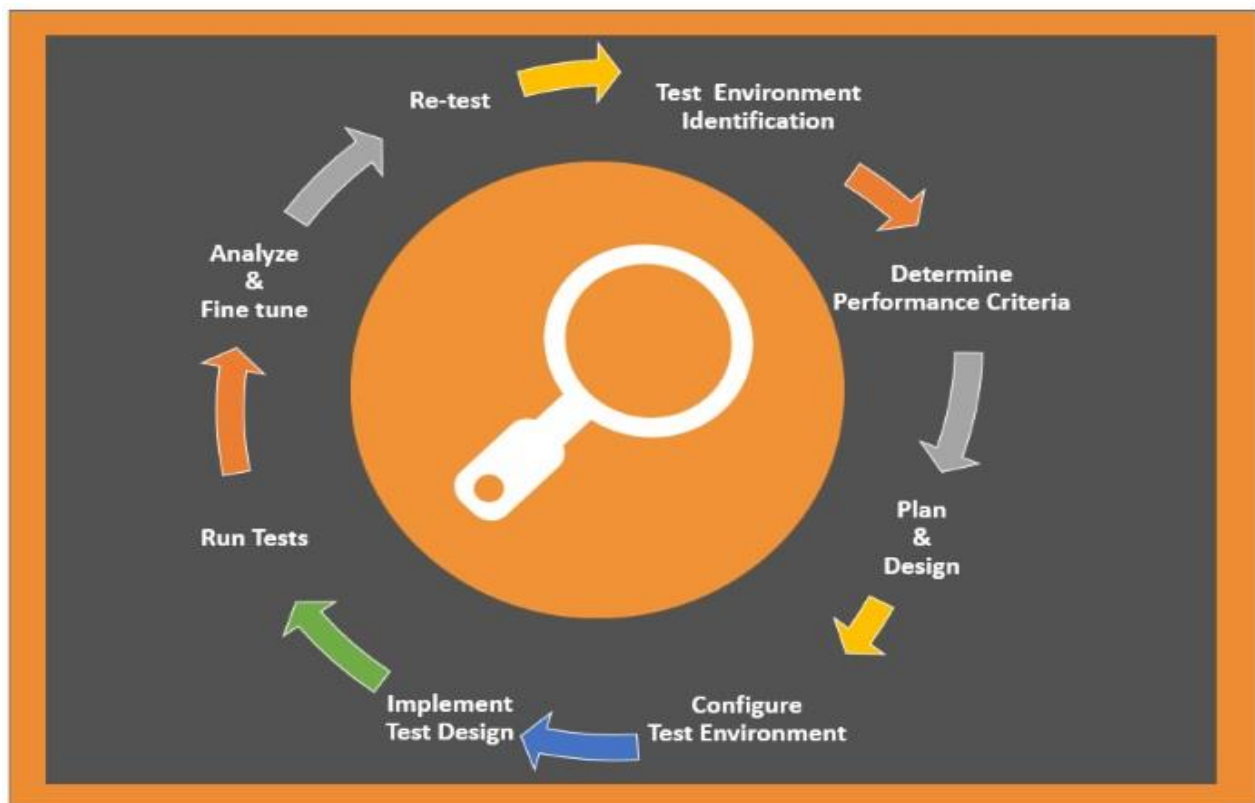 Re-test
Test Environment
Identification
Determine
Performance Criteria
Plan
&
Design
Configure
Test Environment
Implement
Test Design
Run Tests
Analyze
&
Fine tune